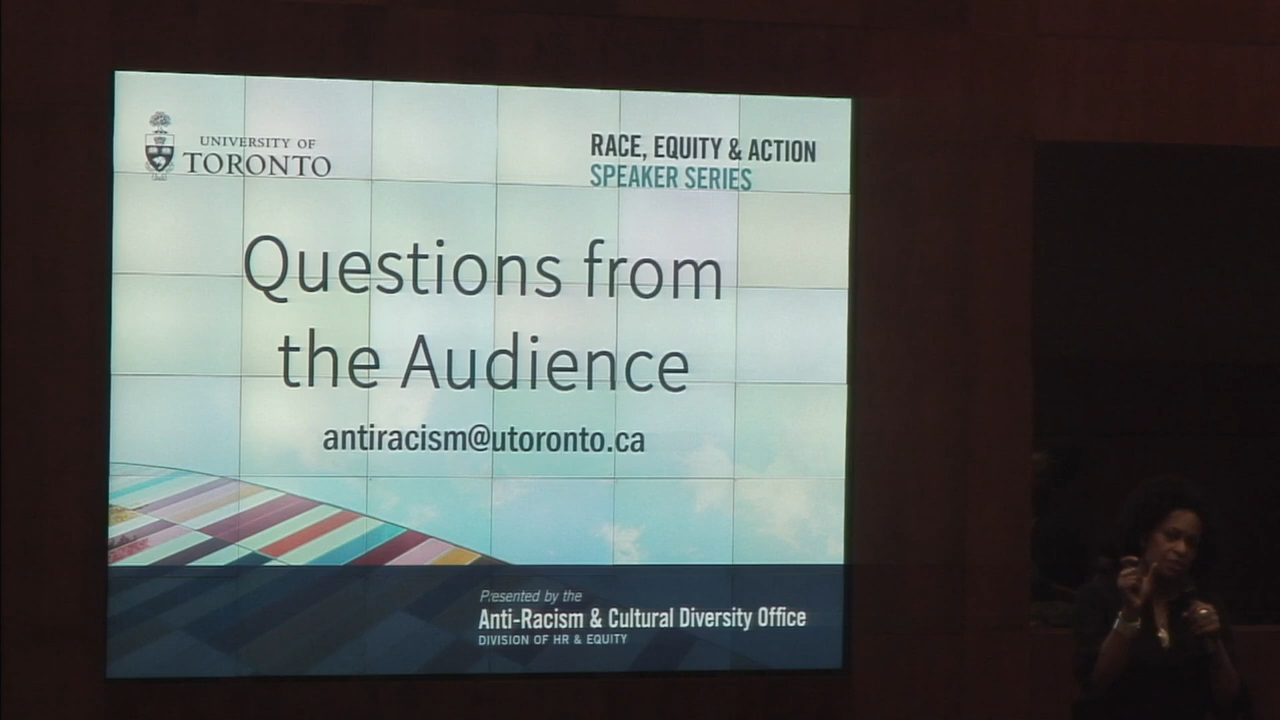 UNIVERSITY OF
TORONTO
RACE, EQUITY & ACTION
SPEAKER SERIES
Questions from
the Audience
antiracism@utoronto.ca
Presented by the
Anti-Racism & Cultural Diversity Office
DIVISION OF HR & EQUITY